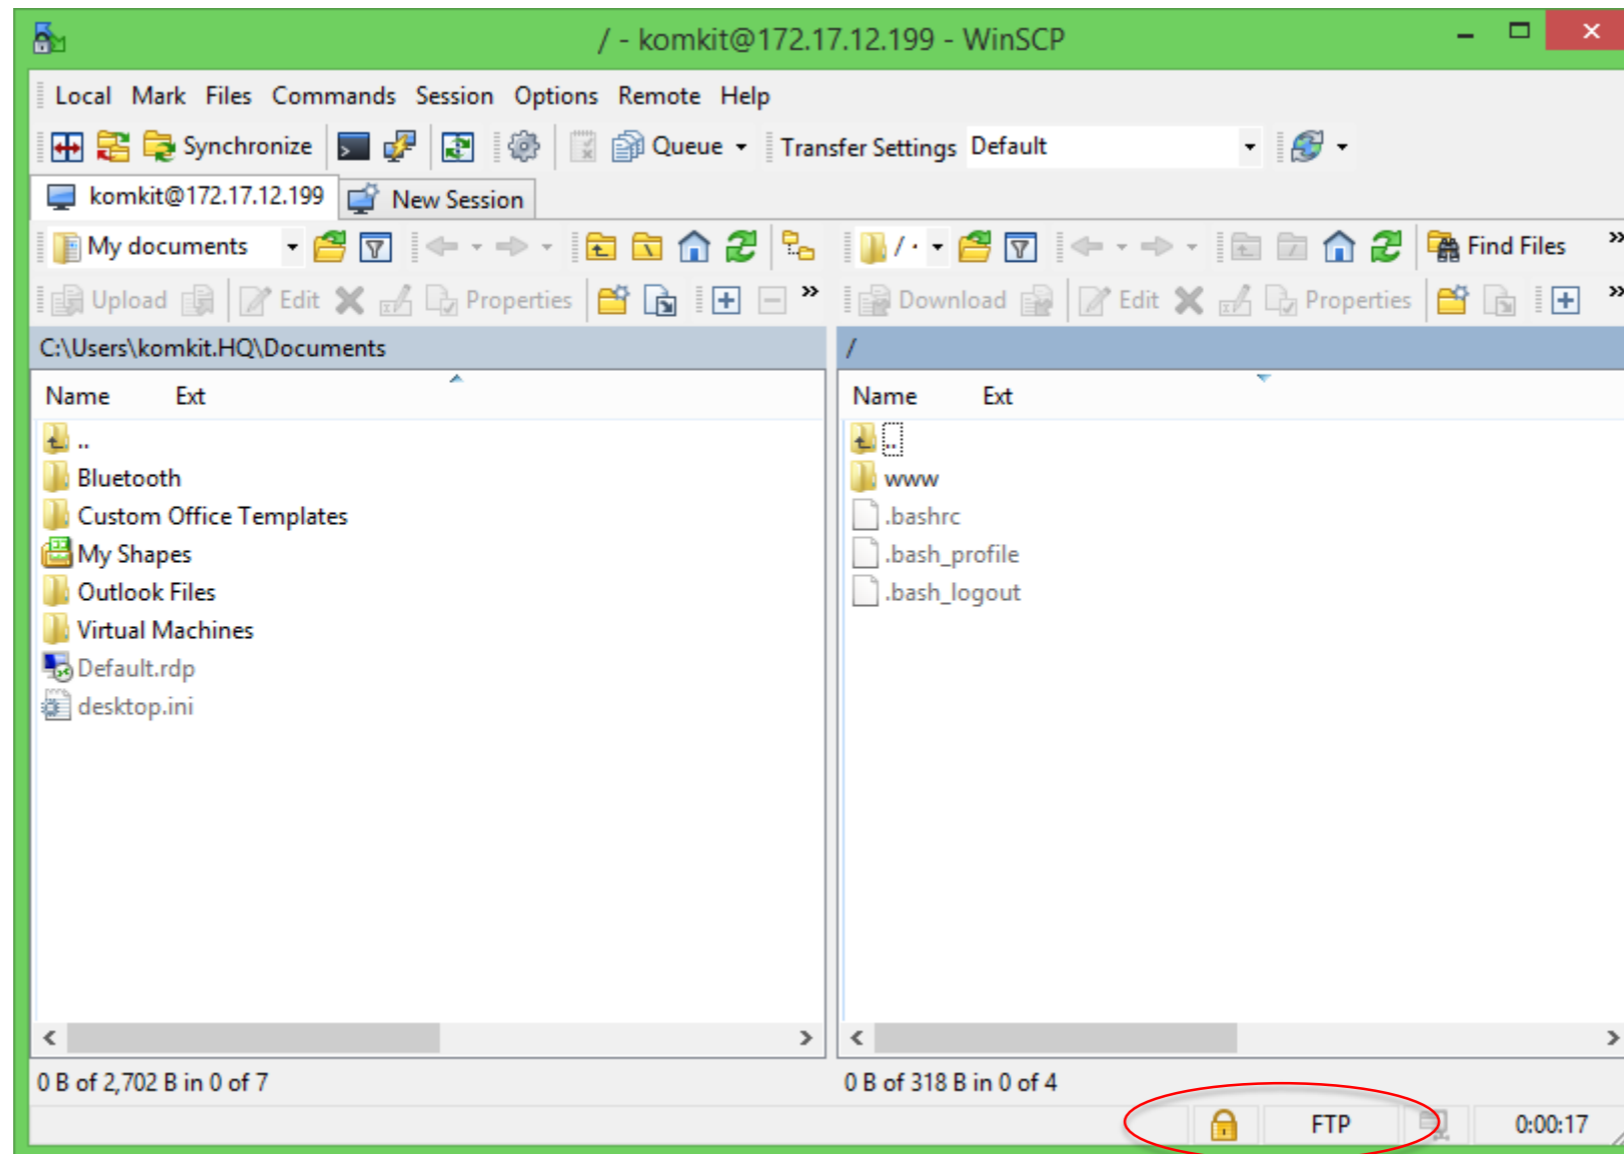 / - komkit@172.17.12.199 - WinSCP
Local Mark Files Commands Session Options Remote Help
Synchronize Queue Transfer Settings Default
komkit@172.17.12.199 New Session
My documents / Find Files
Upload Edit Properties Download Edit Properties
C:\Users\komkit.HQ\Documents /
Name Ext Name Ext
.. ..
Bluetooth www
Custom Office Templates .bashrc
My Shapes .bash_profile
Outlook Files .bash_logout
Virtual Machines
Default.rdp
desktop.ini
0 B of 2,702 B in 0 of 7 0 B of 318 B in 0 of 4
FTP 0:00:17